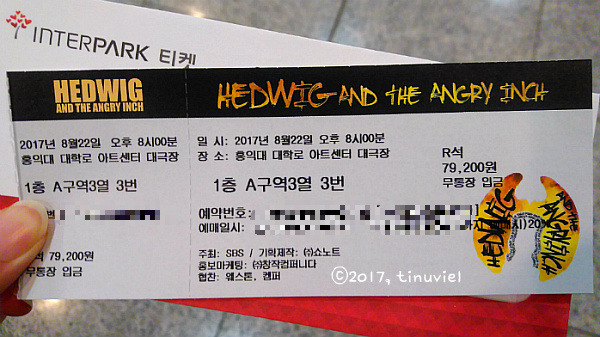 INTERPARK 티켓
HEDWIG
AND THE ANGRY INCH
HEDWIG AND THE ANGRY INCH
2017년 8월22일 오후 8시00분
홍익대 대학로 아트센터 대극장
1층 A구역3열 3번
79,200원
무통장 입금
일 시: 2017년 8월22일 오후 8시00분
장 소: 홍익대 대학로 아트센터 대극장
1층 A구역3열 3번
예약번호:
예매일시:
주최: SBS / 기획제작: ㈜쇼노트
홍보마케팅: ㈜창작컴퍼니다
협찬: 웨스톤, 캠퍼
R석
79,200원
무통장 입금
HEDWIG
AND THE
ANGRY INCH
©2017, tinuviel